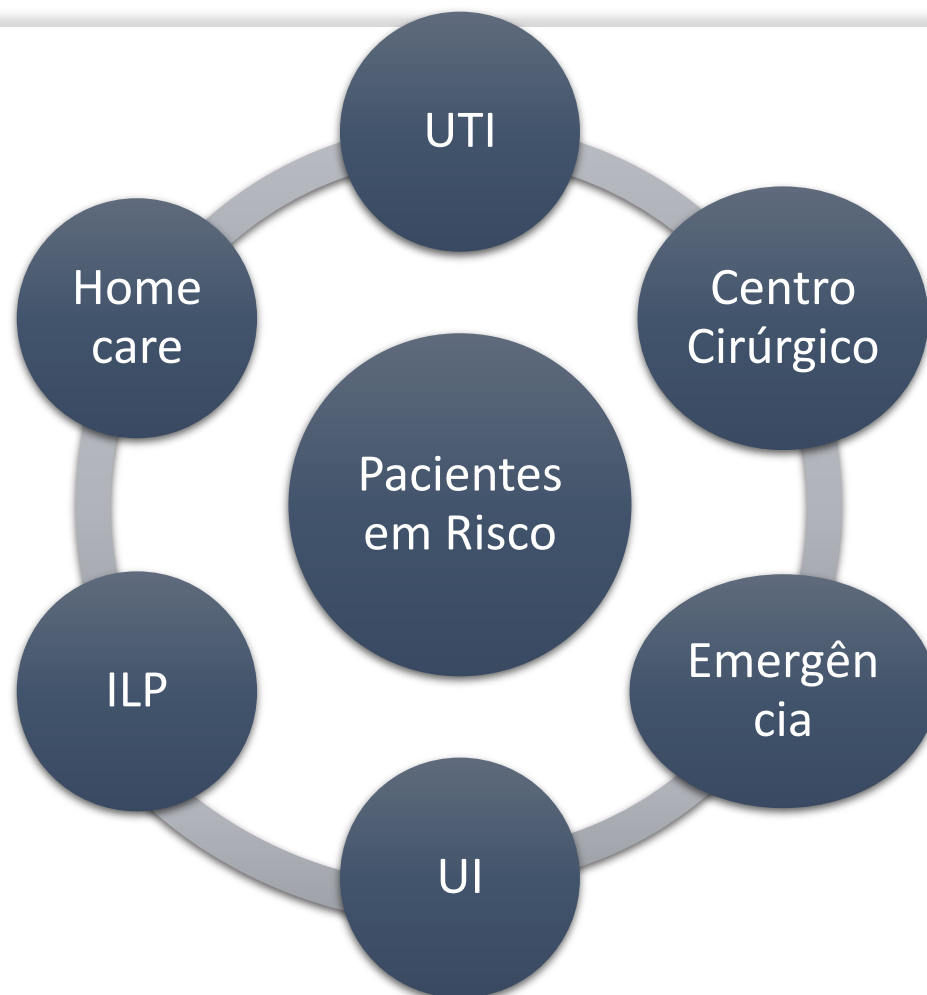 UTI
Centro
Cirúrgico
Emergên
cia
UI
ILP
Home
care
Pacientes
em Risco